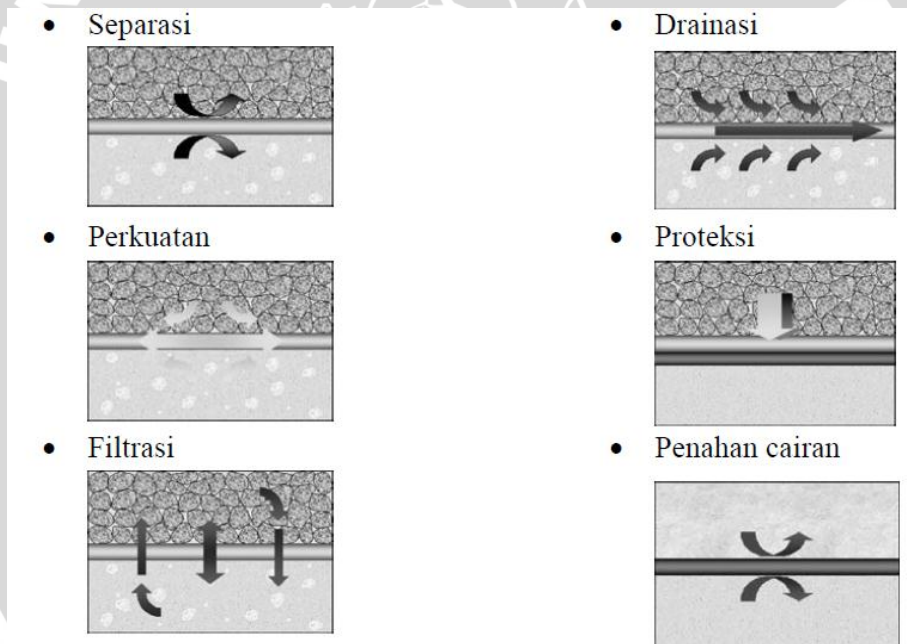 • Separasi
• Perkuatan
• Filtrasi
• Drainasi
• Proteksi
• Penahan cairan